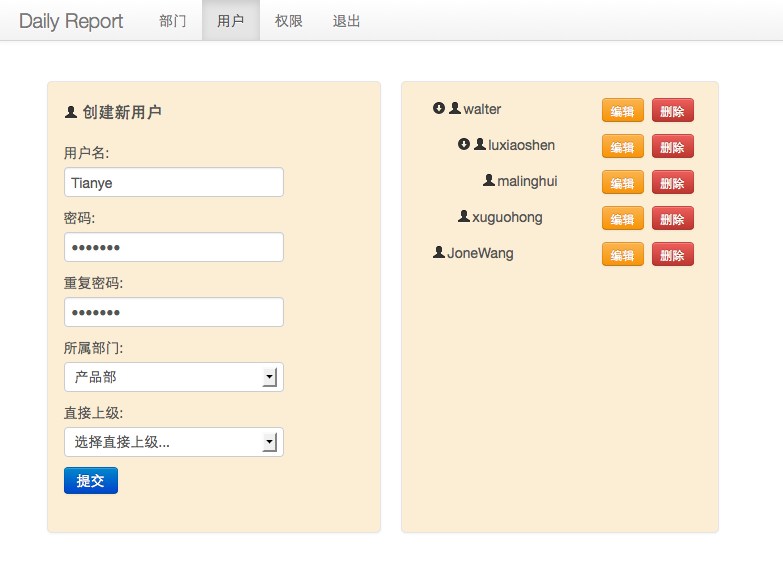 Daily Report 部门 用户 权限 退出
创建新用户
用户名:
Tianye
密码:
•••••••
重复密码:
•••••••
所属部门:
产品部
直接上级:
选择直接上级...
提交
walter 编辑 删除
luxiaoshen 编辑 删除
malinghui 编辑 删除
xuguohong 编辑 删除
JoneWang 编辑 删除